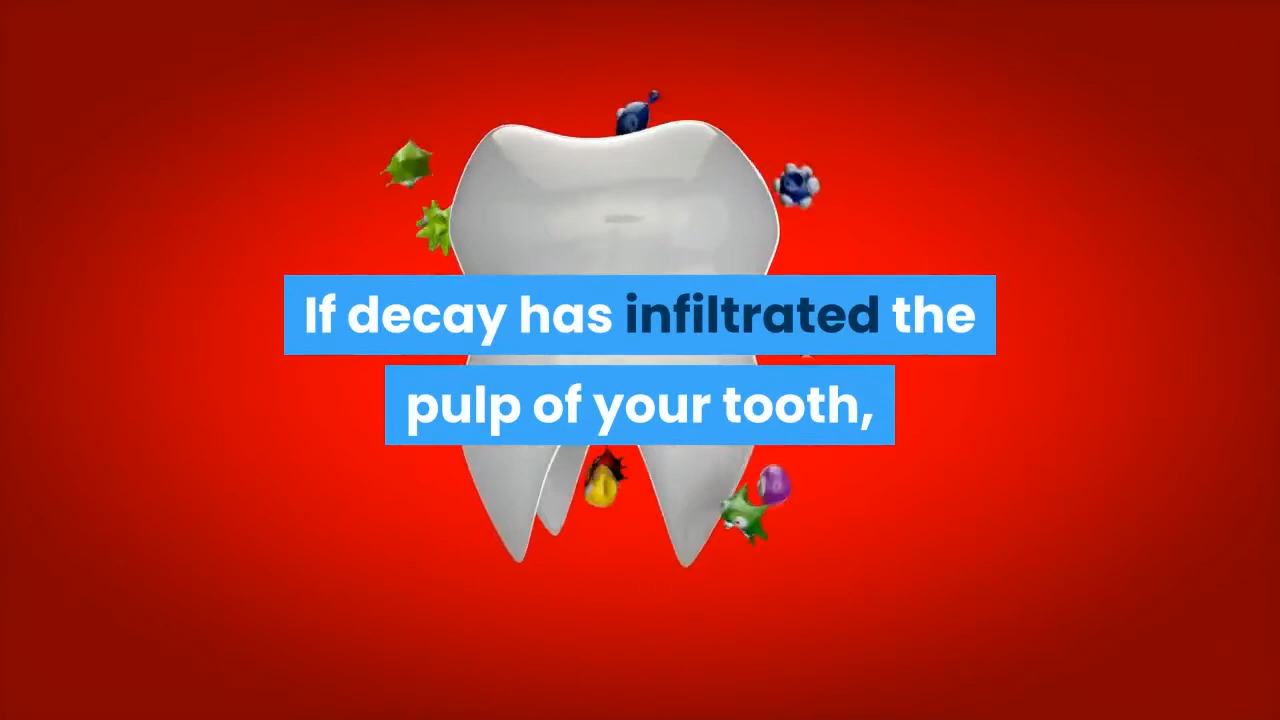 If decay has infiltrated the
pulp of your tooth,